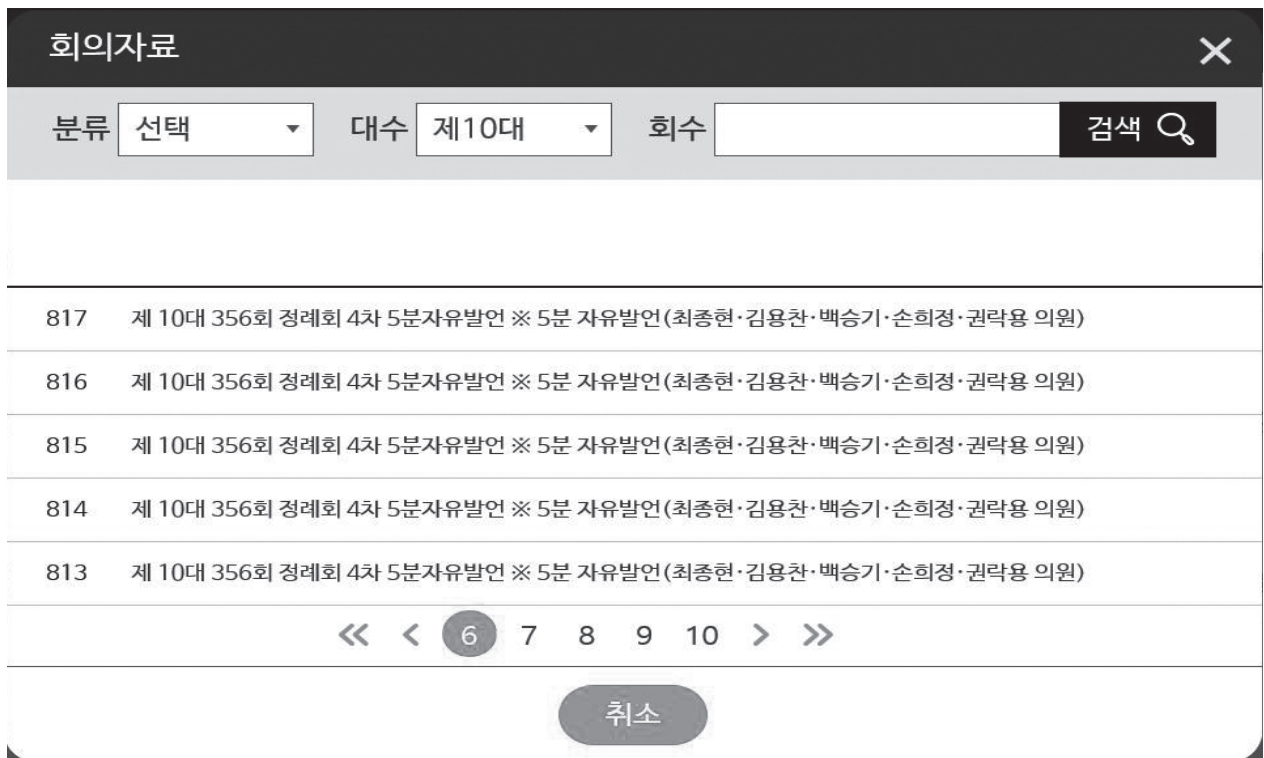 회의자료
분류 선택 대수 제10대 회수 검색
817 제 10대 356회 정례회 4차 5분자유발언 ※ 5분 자유발언(최종현·김용찬·백승기·손희정·권락용 의원)
816 제 10대 356회 정례회 4차 5분자유발언 ※ 5분 자유발언(최종현·김용찬·백승기·손희정·권락용 의원)
815 제 10대 356회 정례회 4차 5분자유발언 ※ 5분 자유발언(최종현·김용찬·백승기·손희정·권락용 의원)
814 제 10대 356회 정례회 4차 5분자유발언 ※ 5분 자유발언(최종현·김용찬·백승기·손희정·권락용 의원)
813 제 10대 356회 정례회 4차 5분자유발언 ※ 5분 자유발언(최종현·김용찬·백승기·손희정·권락용 의원)
6 7 8 9 10
취소